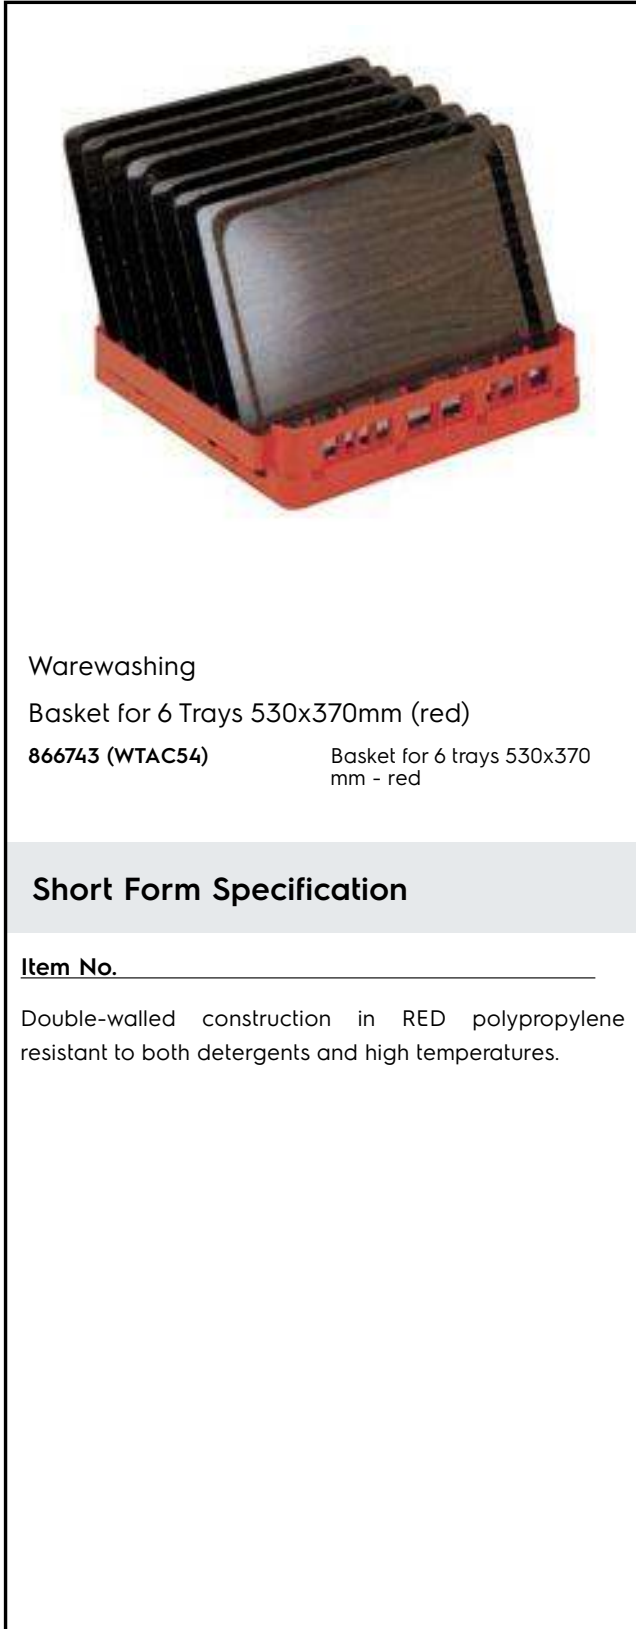 Warewashing
Basket for 6 Trays 530x370mm (red)
866743 (WTAC54)
Basket for 6 trays 530x370
mm - red
Short Form Specification
Item No.
Double-walled construction in RED polypropylene
resistant to both detergents and high temperatures.